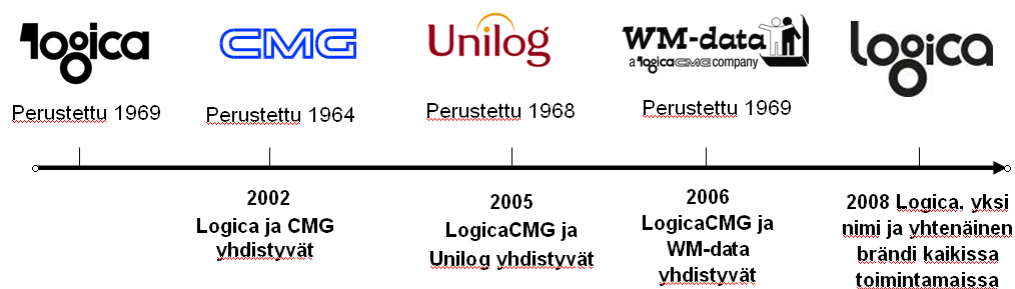 logica
Perustettu 1969
CMG
Perustettu 1964
Unilog
Perustettu 1968
WM-data
a logicaCMG company
Perustettu 1969
logica
2002
Logica ja CMG
yhdistyvät
2005
LogicaCMG ja
Unilog yhdistyvät
2006
LogicaCMG ja
WM-data
yhdistyvät
2008 Logica, yksi
nimi ja yhtenäinen
brändi kaikissa
toimintamaissa